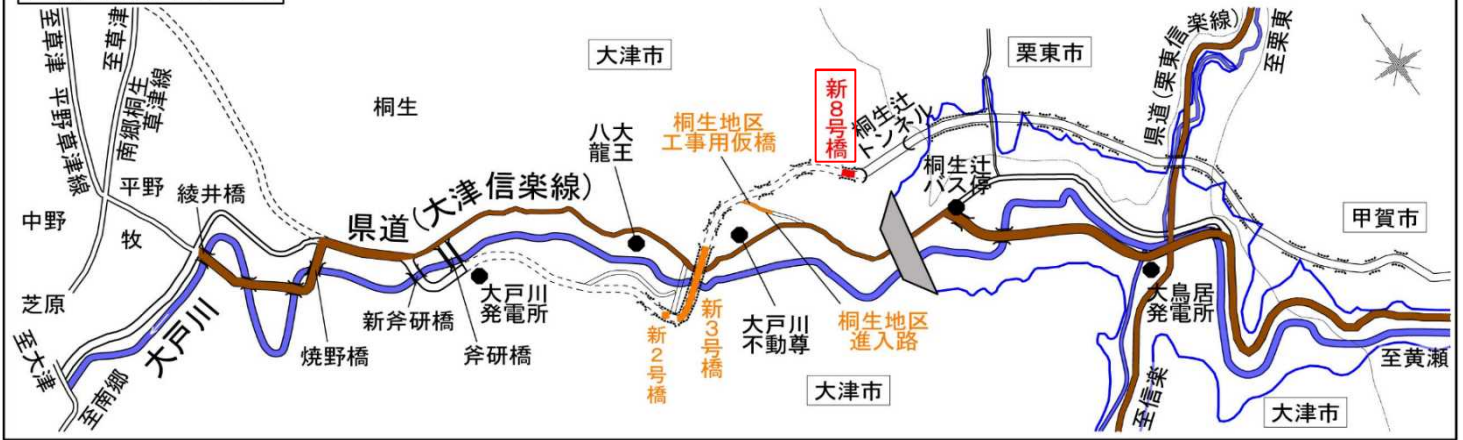 至草津 平野草津線
至草津
南郷桐生
草津線
大津市
桐生
八大
龍王
桐生地区
工事用仮橋
新8号橋
桐生辻
トンネル
栗東市
県道(栗東信楽線)
至栗東
平野
綾井橋
中野
牧
県道(大津信楽線)
桐生辻
バス停
甲賀市
芝原
大戸川
新斧研橋
大戸川
発電所
大戸川
不動尊
桐生地区
進入路
大鳥居
発電所
至大津
至南郷
焼野橋
斧研橋
新2号橋
新3号橋
大津市
至信楽
大津市
至黄瀬